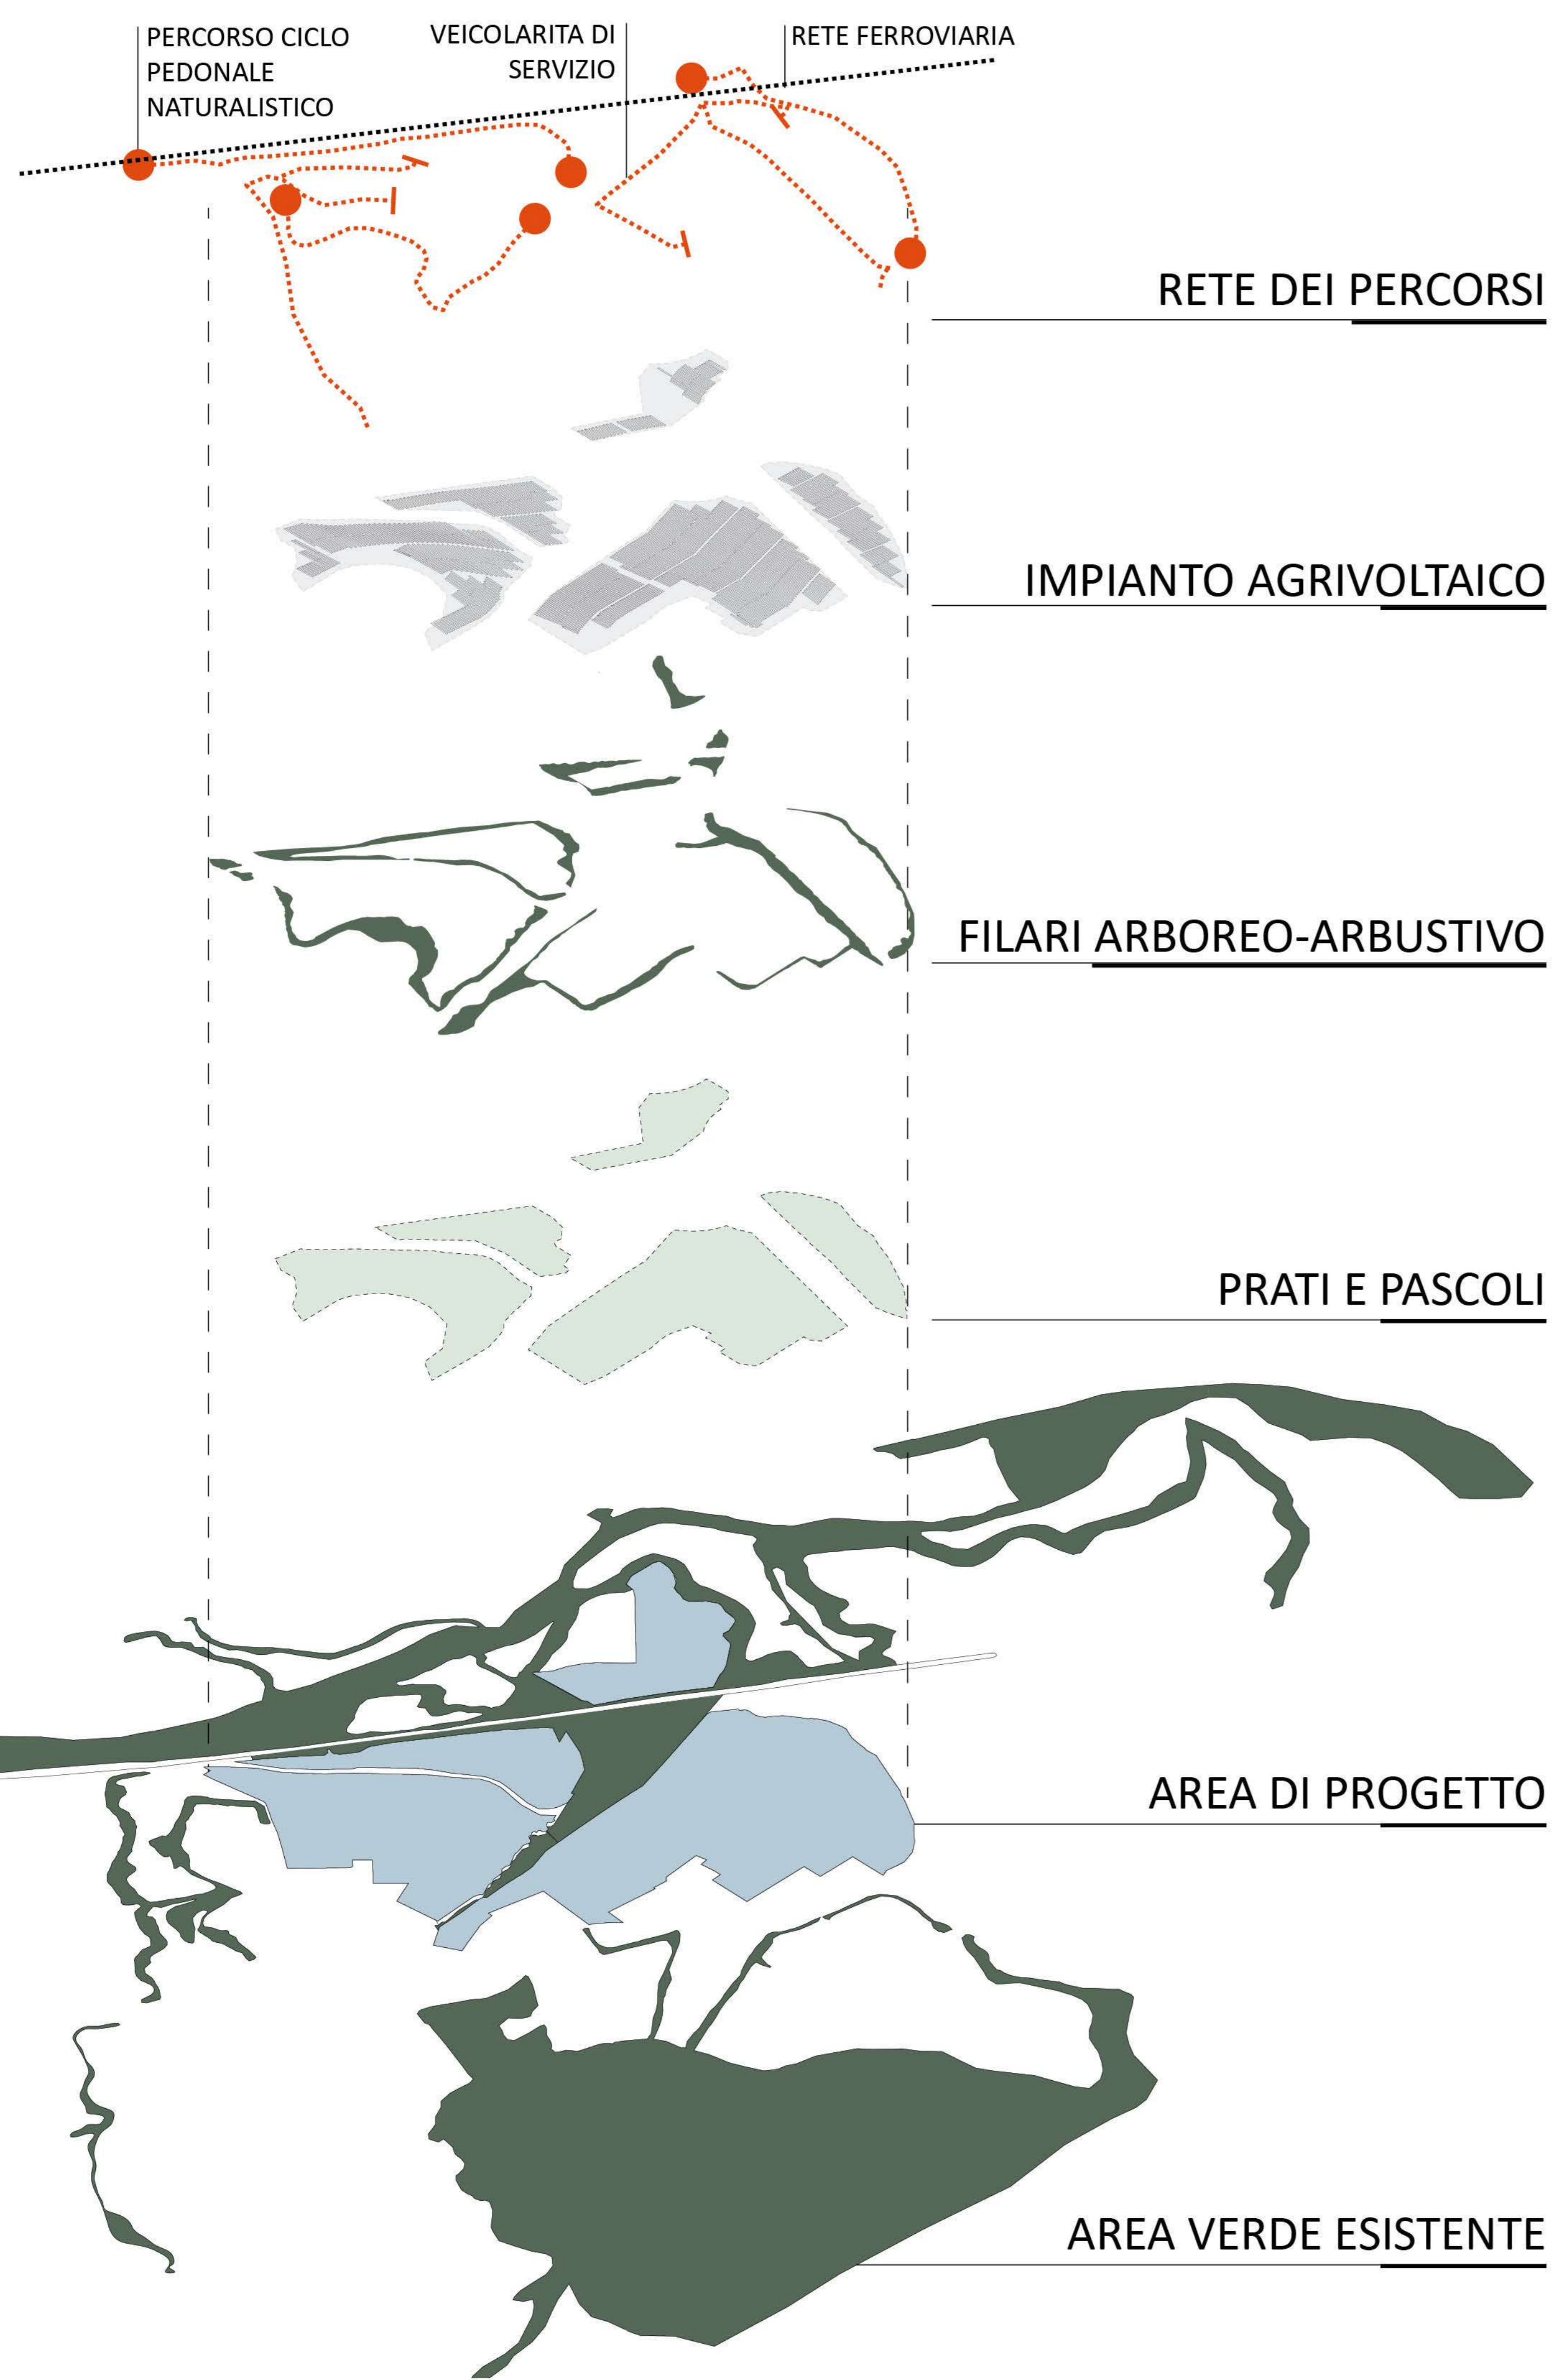 PERCORSO CICLO
PEDONALE
NATURALISTICO
VEICOLARITA DI
SERVIZIO
RETE FERROVIARIA
RETE DEI PERCORSI
IMPIANTO AGRIVOLTAICO
FILARI ARBOREO-ARBUSTIVO
PRATI E PASCOLI
AREA DI PROGETTO
AREA VERDE ESISTENTE